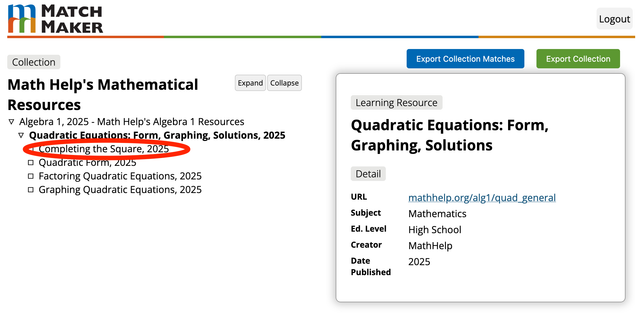 MATCH
MAKER
Logout
Collection
Export Collection Matches
Export Collection
Math Help's Mathematical
Resources
Expand
Collapse
Algebra 1, 2025 - Math Help's Algebra 1 Resources
Quadratic Equations: Form, Graphing, Solutions, 2025
Completing the Square, 2025
Quadratic Form, 2025
Factoring Quadratic Equations, 2025
Graphing Quadratic Equations, 2025
Learning Resource
Quadratic Equations: Form,
Graphing, Solutions
Detail
URL mathhelp.org/alg1/quad_general
Subject Mathematics
Ed. Level High School
Creator MathHelp
Date 2025
Published